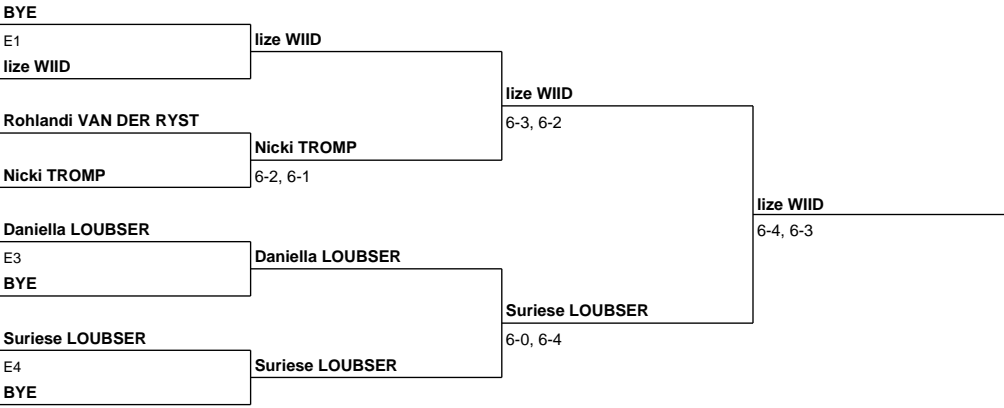 BYE
E1
lize WIID
lize WIID
Rohlandi VAN DER RYST
Nicki TROMP
Nicki TROMP
6-2, 6-1
lize WIID
6-3, 6-2
Daniella LOUBSER
E3
BYE
Daniella LOUBSER
Suriese LOUBSER
E4
BYE
Suriese LOUBSER
Suriese LOUBSER
6-0, 6-4
lize WIID
6-4, 6-3